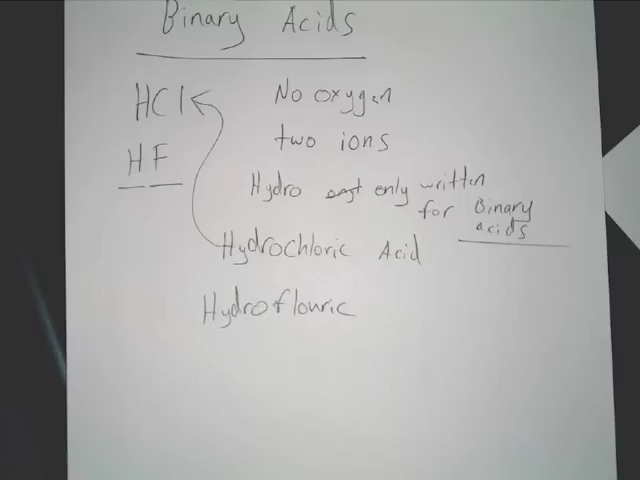 Binary Acids
HCl
No oxygen
HF
two ions
Hydro only written
for Binary
acids
Hydrochloric Acid
Hydroflouric